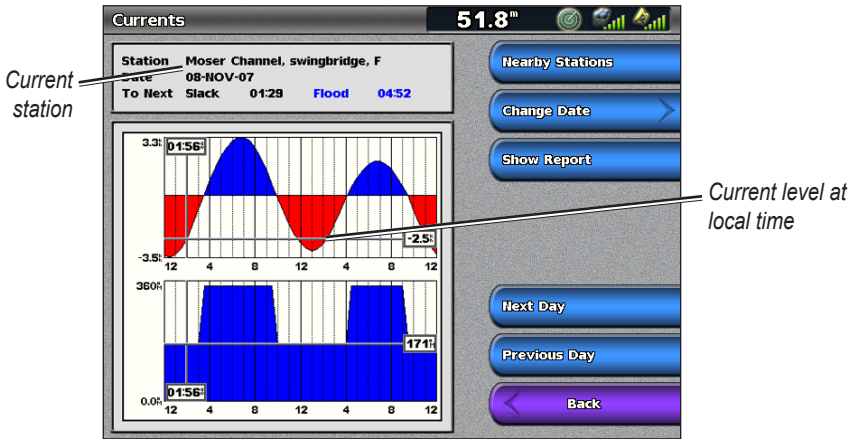 Currents 51.8"
Station Moser Channel, swingbridge, F
Date 08-NOV-07
To Next Slack 01:29 Flood 04:52
Current station
3.3
01:56
-2.5
-3.5
12 4 8 12 4 8 12
360
171
01:56
0.0
12 4 8 12 4 8 12
Nearby Stations
Change Date
Show Report
Current level at
local time
Next Day
Previous Day
Back